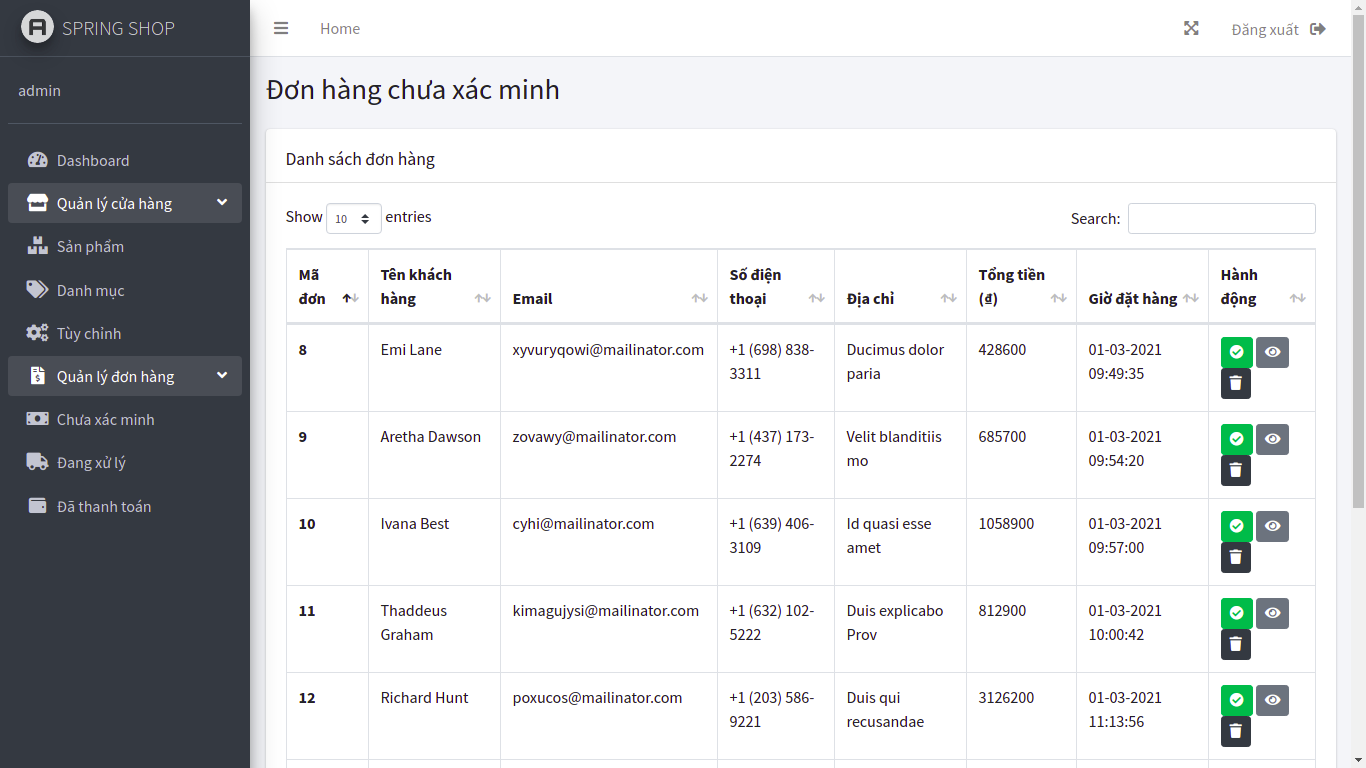 SPRING SHOP
Home
Đăng xuất
admin
Dashboard
Quản lý cửa hàng
Sản phẩm
Danh mục
Tùy chỉnh
Quản lý đơn hàng
Chưa xác minh
Đang xử lý
Đã thanh toán
Đơn hàng chưa xác minh
Danh sách đơn hàng
Show 10 entries
Search:
Mã đơn
Tên khách hàng
Email
Số điện thoại
Địa chỉ
Tổng tiền (₫)
Giờ đặt hàng
Hành động
8 Emi Lane xyvuryqowi@mailinator.com +1 (698) 838- Ducimus dolor 428600 01-03-2021
3311 paria 09:49:35
9 Aretha Dawson zovawy@mailinator.com +1 (437) 173- Velit blanditiis 685700 01-03-2021
2274 mo 09:54:20
10 Ivana Best cyhi@mailinator.com +1 (639) 406- Id quasi esse 1058900 01-03-2021
3109 amet 09:57:00
11 Thaddeus kimagujysi@mailinator.com +1 (632) 102- Duis explicabo 812900 01-03-2021
Graham 5222 Prov 10:00:42
12 Richard Hunt poxucos@mailinator.com +1 (203) 586- Duis qui 3126200 01-03-2021
9221 recusandae 11:13:56